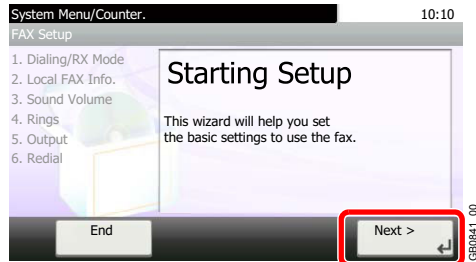 System Menu/Counter.
10:10
FAX Setup
1. Dialing/RX Mode
2. Local FAX Info.
3. Sound Volume
4. Rings
5. Output
6. Redial
Starting Setup
This wizard will help you set
the basic settings to use the fax.
End
Next >
GB0841_00